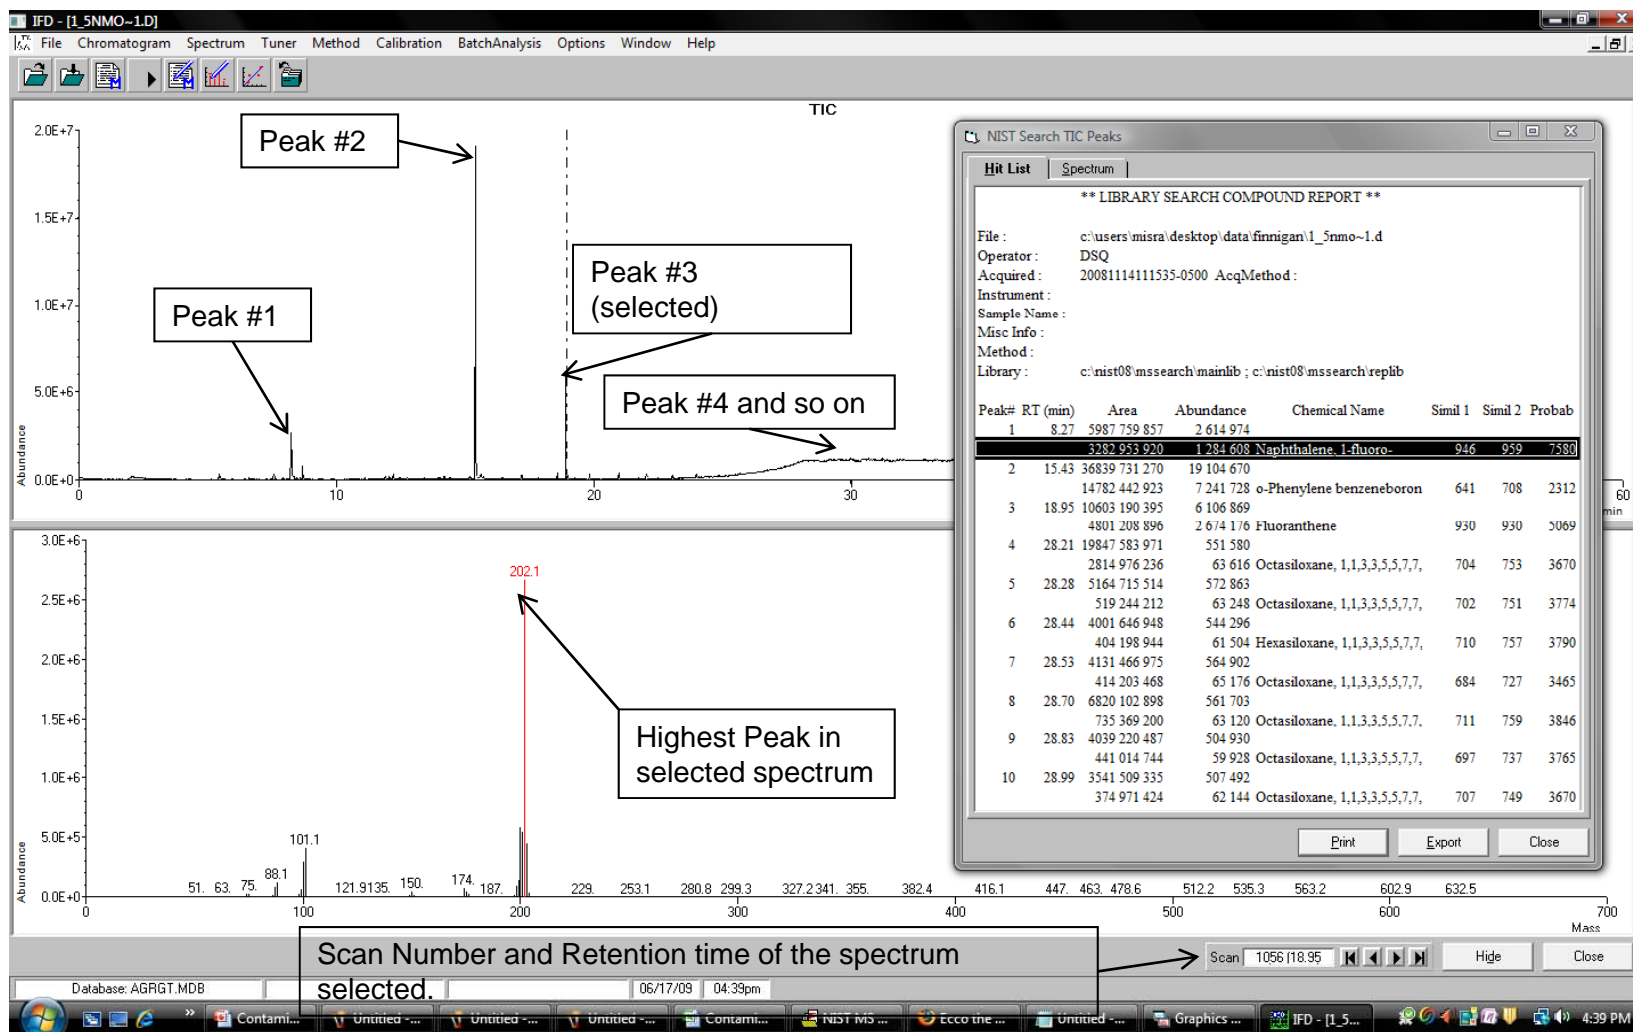 IFD - [1_5NMO~1.D]
File Chromatogram Spectrum Tuner Method Calibration BatchAnalysis Options Window Help
TIC
2.0E+7
1.5E+7
1.0E+7
5.0E+6
0.0E+0
Abundance
0 10 20 30 60
min
Peak #2
Peak #1
Peak #3
(selected)
Peak #4 and so on
3.0E+6
2.5E+6
2.0E+6
1.5E+6
1.0E+6
5.0E+5
0.0E+0
Abundance
202.1
101.1
88.1
51. 63. 75. 121.9135. 150. 174. 187. 229. 253.1 280.8 299.3 327.2341. 355. 382.4 416.1 447. 463. 478.6 512.2 535.3 563.2 602.9 632.5
0 100 200 300 400 500 600 700
Mass
Highest Peak in
selected spectrum
NIST Search TIC Peaks
Hit List Spectrum
** LIBRARY SEARCH COMPOUND REPORT **
File : c:\users\misra\desktop\data\finnigan\1_5nmo~1.d
Operator : DSQ
Acquired : 20081114111535-0500 AcqMethod :
Instrument :
Sample Name :
Misc Info :
Method :
Library : c:\nist08\mssearch\mainlib ; c:\nist08\mssearch\replib
Peak# RT (min) Area Abundance Chemical Name Simil 1 Simil 2 Probab
1 8.27 5987 759 857 2 614 974
3282 953 920 1 284 608 Naphthalene, 1-fluoro- 946 959 7580
2 15.43 36839 731 270 19 104 670
14782 442 923 7 241 728 o-Phenylene benzeneboron 641 708 2312
3 18.95 10603 190 395 6 106 869
4801 208 896 2 674 176 Fluoranthene 930 930 5069
4 28.21 19847 583 971 551 580
2814 976 236 63 616 Octasiloxane, 1,1,3,3,5,5,7,7, 704 753 3670
5 28.28 5164 715 514 572 863
519 244 212 63 248 Octasiloxane, 1,1,3,3,5,5,7,7, 702 751 3774
6 28.44 4001 646 948 544 296
404 198 944 61 504 Hexasiloxane, 1,1,3,3,5,5,7,7, 710 757 3790
7 28.53 4131 466 975 564 902
414 203 468 65 176 Octasiloxane, 1,1,3,3,5,5,7,7, 684 727 3465
8 28.70 6820 102 898 561 703
735 369 200 63 120 Octasiloxane, 1,1,3,3,5,5,7,7, 711 759 3846
9 28.83 4039 220 487 504 930
441 014 744 59 928 Octasiloxane, 1,1,3,3,5,5,7,7, 697 737 3765
10 28.99 3541 509 335 507 492
374 971 424 62 144 Octasiloxane, 1,1,3,3,5,5,7,7, 707 749 3670
Print Export Close
Scan Number and Retention time of the spectrum
selected.
Scan 1056 |18.95 Hide Close
Database: AGRGT.MDB 06/17/09 04:39pm
Contami... Untitled -... Untitled -... Untitled -... Contami... NIST MS ... Ecco the ... Untitled -... Graphics ... IFD - [1_5... 4:39 PM